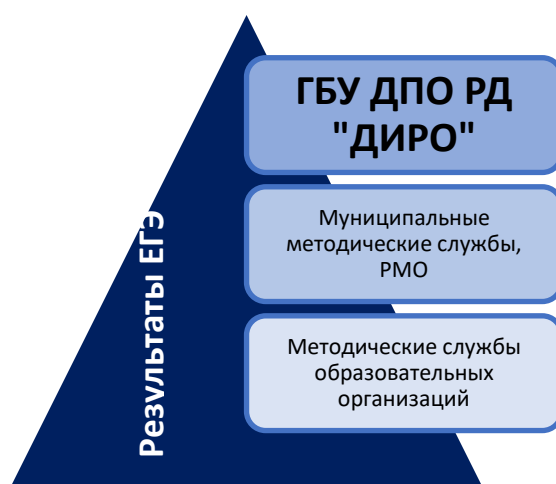 ГБУ ДПО РД
"ДИРО"
Муниципальные
методические службы,
РМО
Методические службы
образовательных
организаций
Результаты ЕГЭ